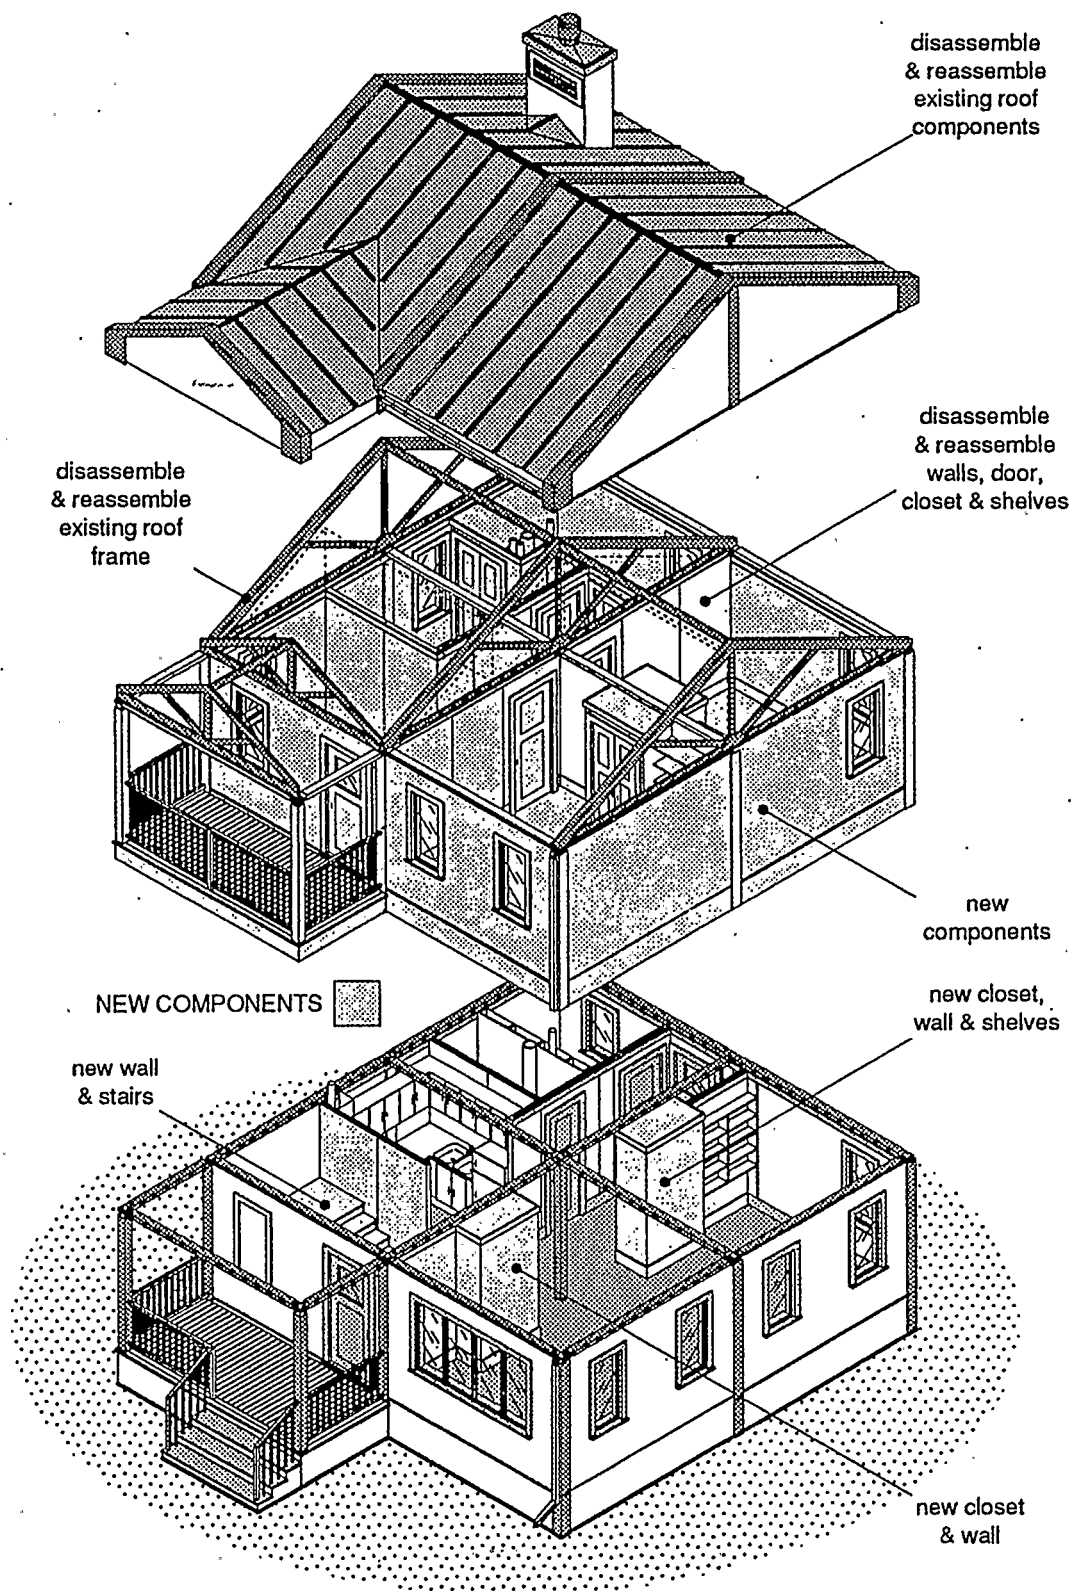 disassemble
& reassemble
existing roof
components
disassemble
& reassemble
walls, door,
closet & shelves
disassemble
& reassemble
existing roof
frame
new
components
NEW COMPONENTS
new closet,
wall & shelves
new wall
& stairs
new closet
& wall